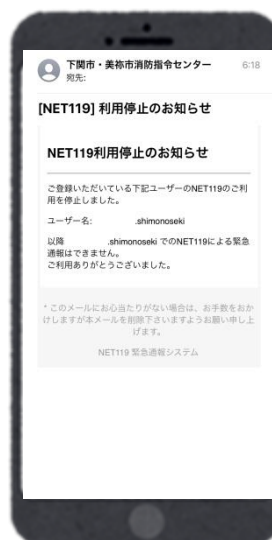 下関市・美祢市消防指令センター 6:18
宛先:
[NET119] 利用停止のお知らせ
NET119利用停止のお知らせ
ご登録いただいている下記ユーザーのNET119のご利
用を停止しました。
ユーザー名: .shimonoseki
以降 .shimonoseki でのNET119による緊急
通報はできません。
ご利用ありがとうございました。
* このメールにお心当たりがない場合は、お手数をおか
けしますが本メールを削除下さいますようお願い申し上
げます。
NET119 緊急通報システム